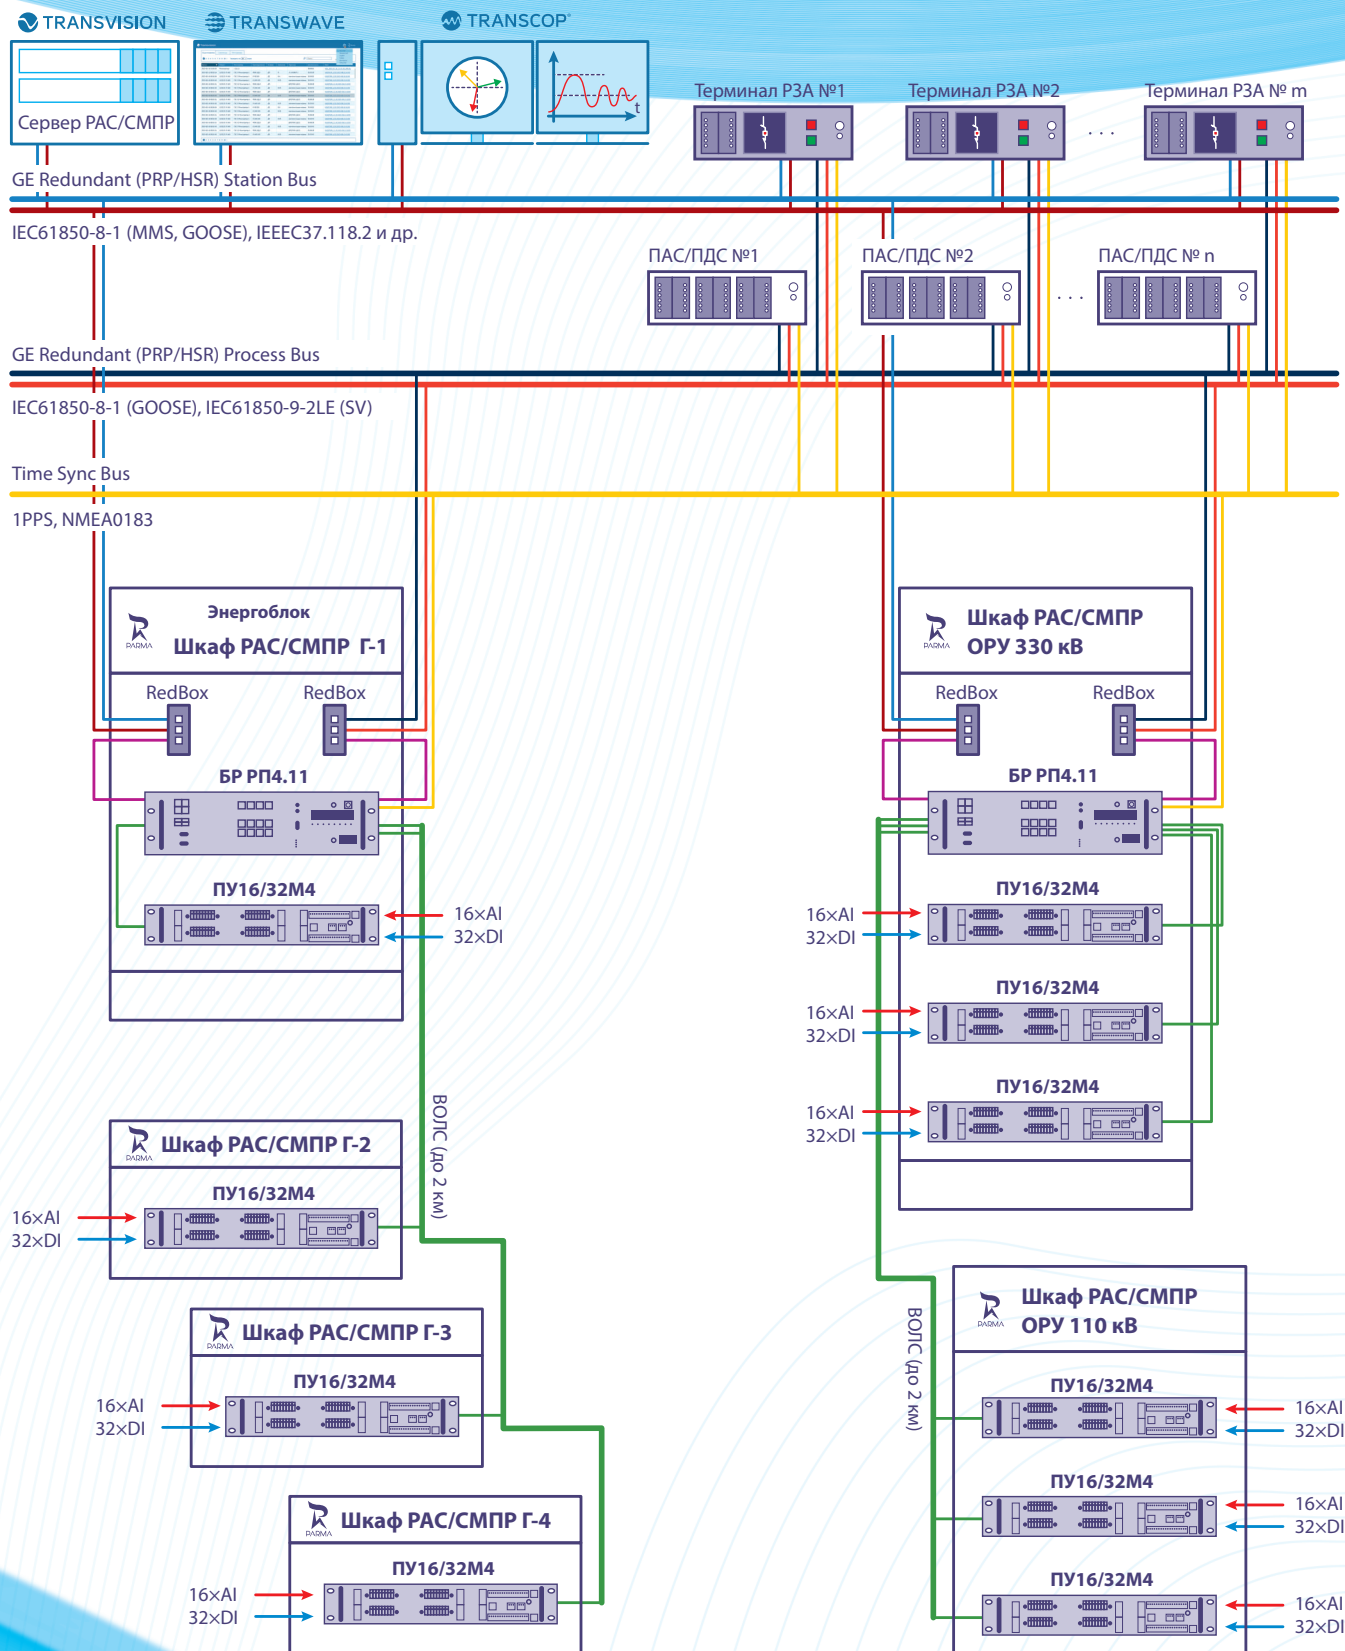 TRANSVISION
TRANSWAVE
TRANSCOP®
Сервер РАС/СМПР
t
Терминал РЗА №1
Терминал РЗА №2
Терминал РЗА № m
. . .
GE Redundant (PRP/HSR) Station Bus
IEC61850-8-1 (MMS, GOOSE), IEEEC37.118.2 и др.
ПАС/ПДС №1
ПАС/ПДС №2
ПАС/ПДС № n
. . .
GE Redundant (PRP/HSR) Process Bus
IEC61850-8-1 (GOOSE), IEC61850-9-2LE (SV)
Time Sync Bus
1PPS, NMEA0183
Энергоблок
PARMA
Шкаф РАС/СМПР Г-1
RedBox
RedBox
БР РП4.11
ПУ16/32М4
16×AI
32×DI
ВОЛС (до 2 км)
PARMA
Шкаф РАС/СМПР Г-2
ПУ16/32М4
16×AI
32×DI
PARMA
Шкаф РАС/СМПР Г-3
ПУ16/32М4
16×AI
32×DI
PARMA
Шкаф РАС/СМПР Г-4
ПУ16/32М4
16×AI
32×DI
PARMA
Шкаф РАС/СМПР
ОРУ 330 кВ
RedBox
RedBox
БР РП4.11
ПУ16/32М4
16×AI
32×DI
ПУ16/32М4
16×AI
32×DI
ПУ16/32М4
16×AI
32×DI
ВОЛС (до 2 км)
PARMA
Шкаф РАС/СМПР
ОРУ 110 кВ
ПУ16/32М4
16×AI
32×DI
ПУ16/32М4
16×AI
32×DI
ПУ16/32М4
16×AI
32×DI